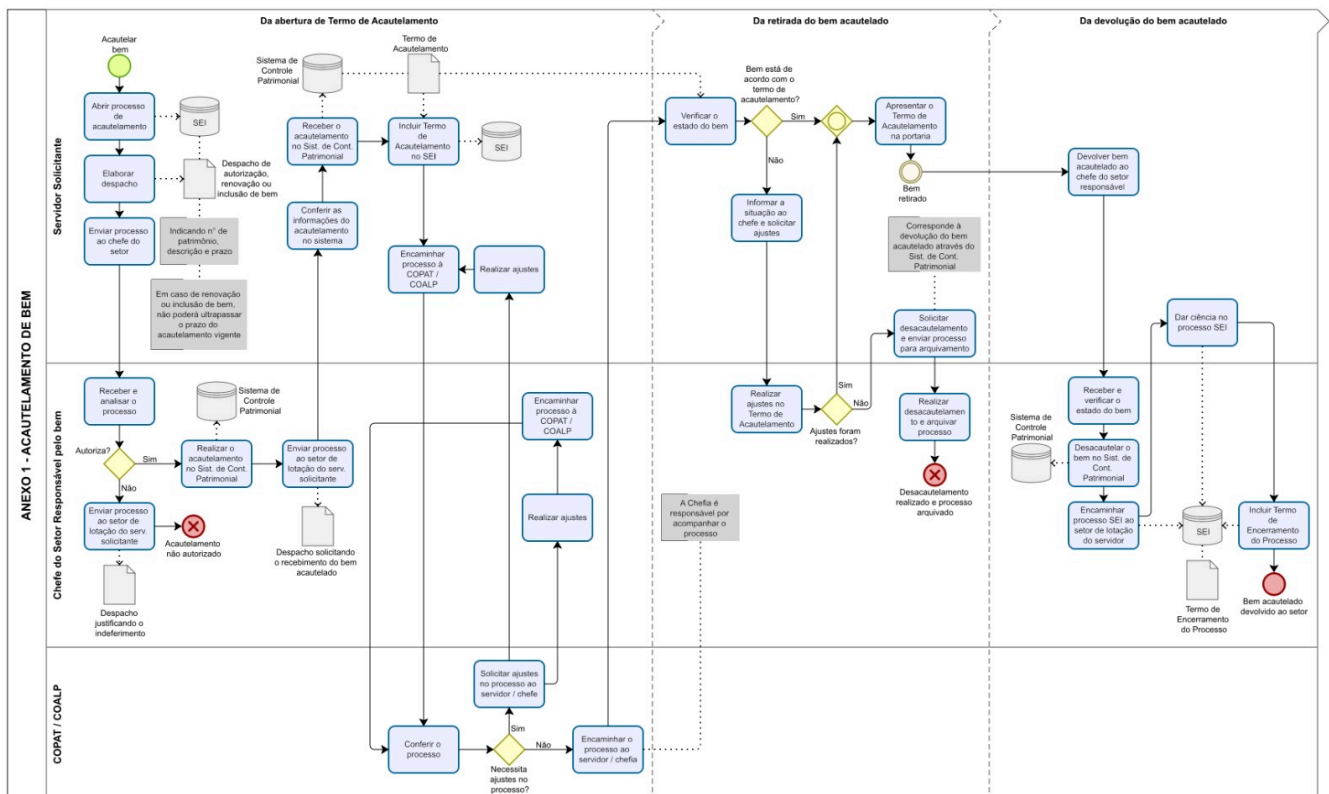 ANEXO 1 - ACAUTELAMENTO DE BEM
Da abertura de Termo de Acautelamento
Da retirada do bem acautelado
Da devolução do bem acautelado
Servidor Solicitante
Acautelar
bem
Abrir processo
de
acautelamento
SEI
Elaborar
despacho
Despacho de
autorização,
renovação ou
inclusão de bem
Enviar processo
ao chefe do
setor
Indicando n° de
patrimônio,
descrição e prazo
Em caso de renovação
ou inclusão de bem,
não poderá ultrapassar
o prazo do
acautelamento vigente
Sistema de
Controle
Patrimonial
Termo de
Acautelamento
Receber o
acautelamento
no Sist. de Cont.
Patrimonial
Incluir Termo
de
Acautelamento
no SEI
SEI
Conferir as
informações do
acautelamento
no sistema
Encaminhar
processo à
COPAT /
COALP
Realizar ajustes
Verificar o
estado do bem
Bem está de
acordo com o
termo de
acautelamento?
Sim
Não
Apresentar o
Termo de
Acautelamento
na portaria
Bem
retirado
Informar a
situação ao
chefe e solicitar
ajustes
Corresponde à
devolução do bem
acautelado através do
Sist. de Cont.
Patrimonial
Solicitar
desacautelamento
e enviar processo
para arquivamento
Devolver bem
acautelado ao
chefe do setor
responsável
Dar ciência no
processo SEI
Chefe do Setor Responsável pelo bem
Receber e
analisar o
processo
Autoriza?
Sim
Não
Sistema de
Controle
Patrimonial
Realizar o
acautelamento
no Sist. de Cont.
Patrimonial
Enviar processo
ao setor de
lotação do serv.
solicitante
Enviar processo
ao setor de
lotação do serv.
solicitante
Acautelamento
não autorizado
Despacho
justificando o
indeferimento
Despacho solicitando
o recebimento do bem
acautelado
Encaminhar
processo à
COPAT /
COALP
Realizar ajustes
A Chefia é
responsável por
acompanhar o
processo
Realizar
ajustes no
Termo de
Acautelamento
Sim
Não
Ajustes foram
realizados?
Realizar
desacautelament
o e arquivar
processo
Desacautelamento
realizado e processo
arquivado
Receber e
verificar o
estado do bem
Sistema de
Controle
Patrimonial
Desacautelar o
bem no Sist. de
Cont.
Patrimonial
Encaminhar
processo SEI ao
setor de lotação
do servidor
SEI
Termo de
Encerramento
do Processo
Incluir Termo
de
Encerramento
do Processo
Bem acautelado
devolvido ao setor
COPAT / COALP
Solicitar ajustes
no processo ao
servidor / chefe
Conferir o
processo
Sim
Não
Necessita
ajustes no
processo?
Encaminhar o
processo ao
servidor / chefia